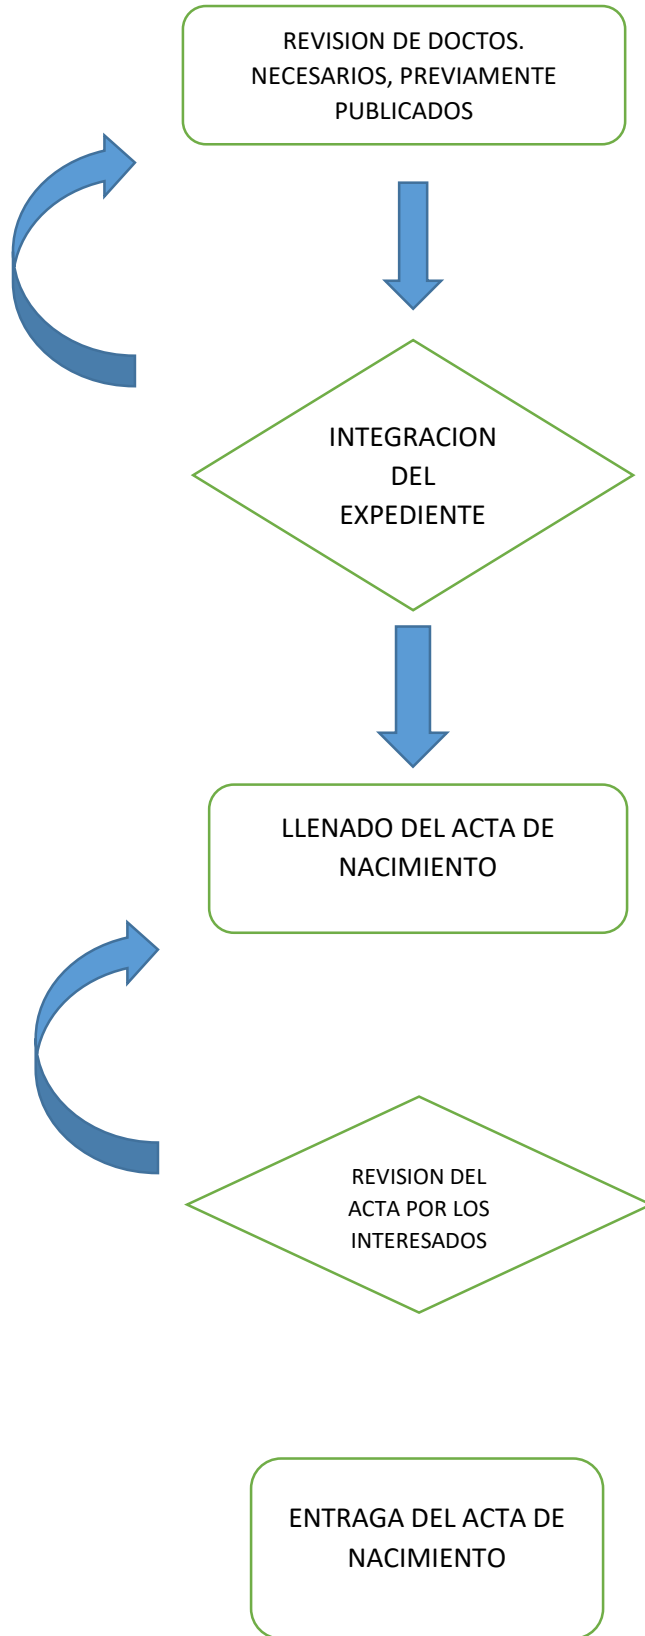 REVISION DE DOCTOS.
NECESARIOS, PREVIAMENTE
PUBLICADOS
INTEGRACION
DEL
EXPEDIENTE
LLENADO DEL ACTA DE
NACIMIENTO
REVISION DEL
ACTA POR LOS
INTERESADOS
ENTRAGA DEL ACTA DE
NACIMIENTO